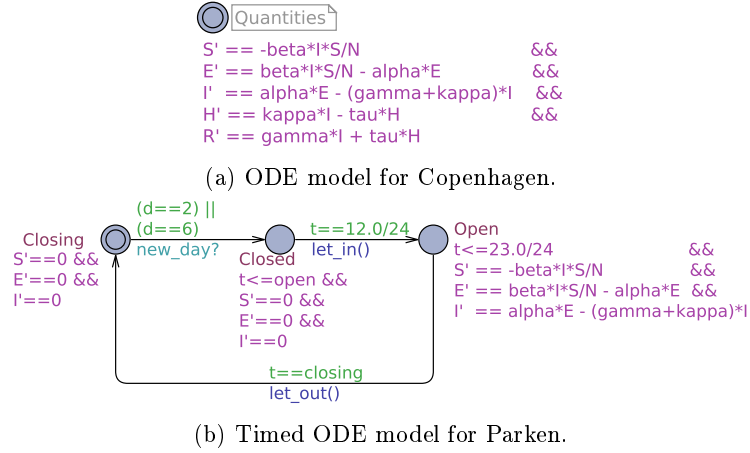 Quantities
S' == -beta*I*S/N &&
E' == beta*I*S/N - alpha*E &&
I' == alpha*E - (gamma+kappa)*I &&
H' == kappa*I - tau*H &&
R' == gamma*I + tau*H
(a) ODE model for Copenhagen.
(d==2) ||
(d==6)
new_day?
Closing
S'==0 &&
E'==0 &&
I'==0
t==12.0/24
let_in()
Closed
t<=open &&
S'==0 &&
E'==0 &&
I'==0
Open
t<=23.0/24 &&
S' == -beta*I*S/N &&
E' == beta*I*S/N - alpha*E &&
I' == alpha*E - (gamma+kappa)*I
t==closing
let_out()
(b) Timed ODE model for Parken.